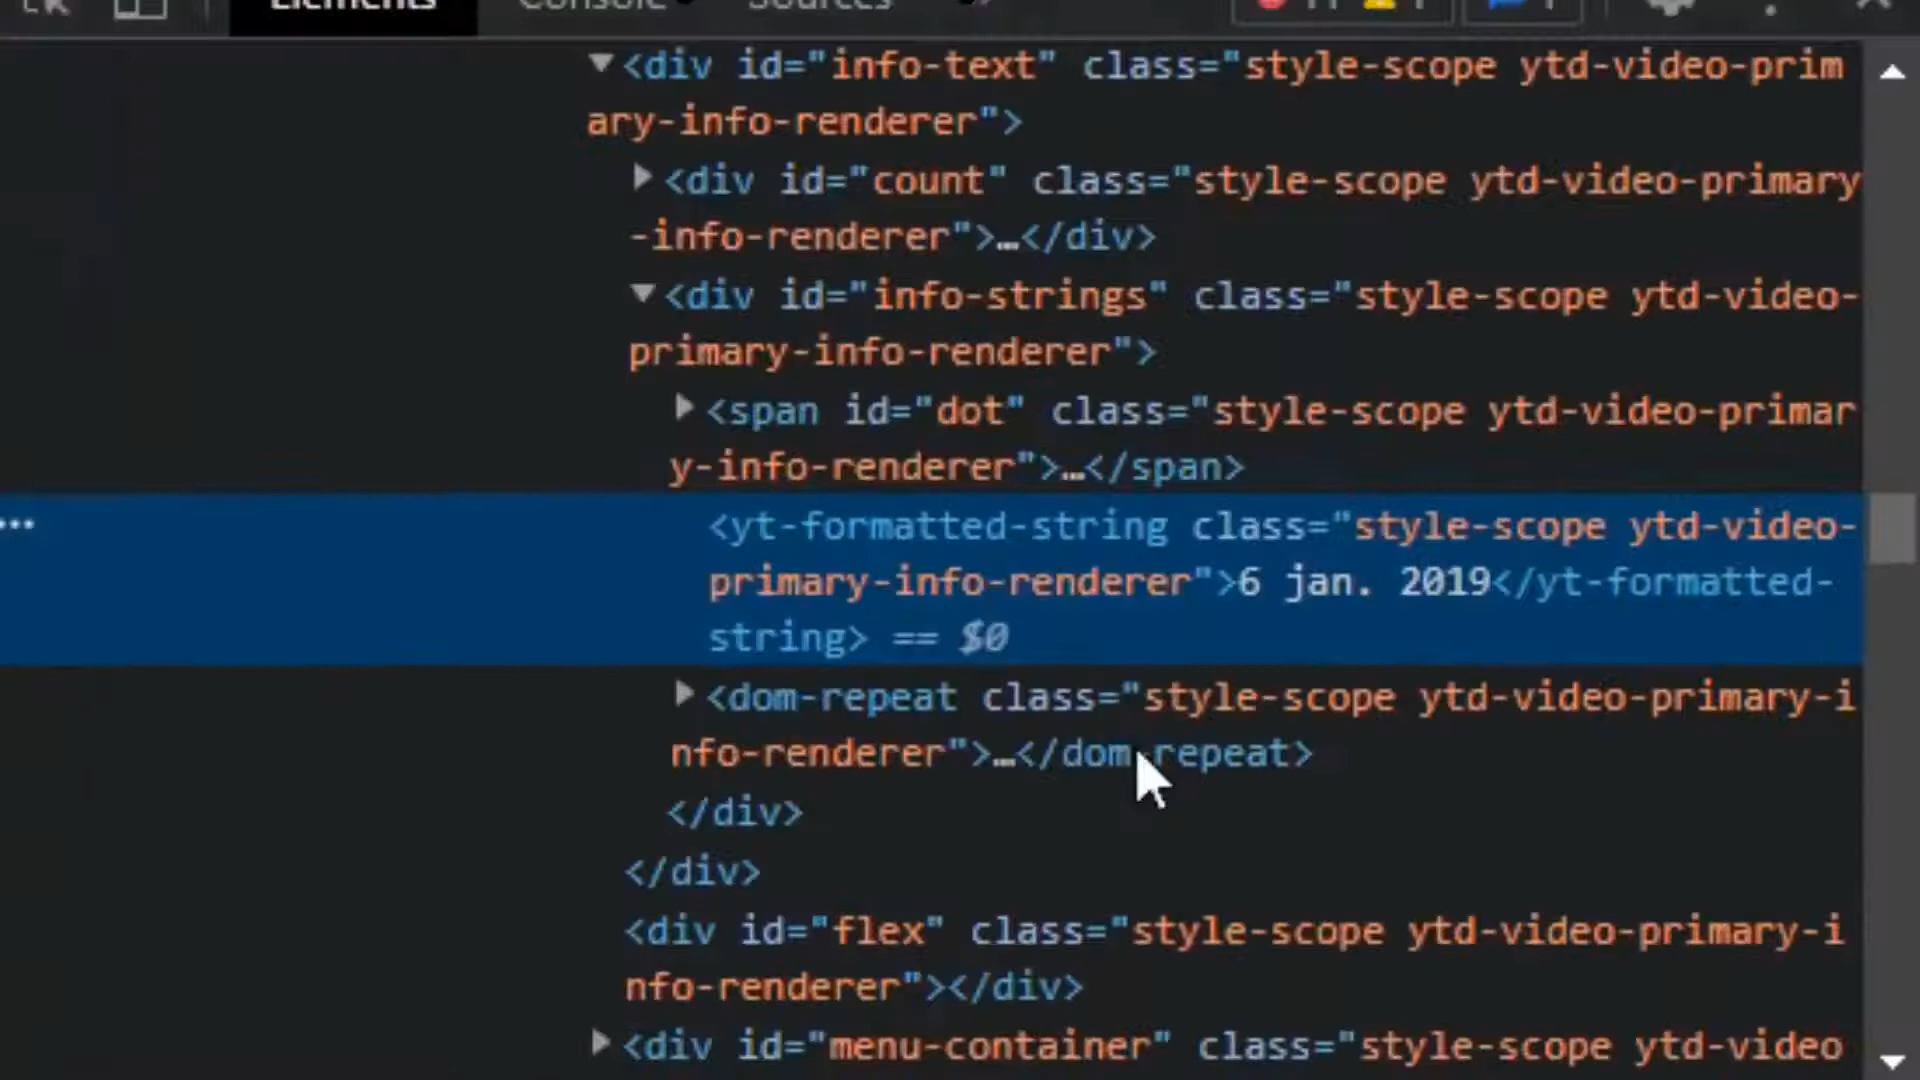 Elements Console Sources
<div id="info-text" class="style-scope ytd-video-prim
ary-info-renderer">
<div id="count" class="style-scope ytd-video-primary
-info-renderer">…</div>
<div id="info-strings" class="style-scope ytd-video-
primary-info-renderer">
<span id="dot" class="style-scope ytd-video-primar
y-info-renderer">…</span>
<yt-formatted-string class="style-scope ytd-video-
primary-info-renderer">6 jan. 2019</yt-formatted-
string> == $0
<dom-repeat class="style-scope ytd-video-primary-i
nfo-renderer">…</dom-repeat>
</div>
</div>
<div id="flex" class="style-scope ytd-video-primary-i
nfo-renderer"></div>
<div id="menu-container" class="style-scope ytd-video